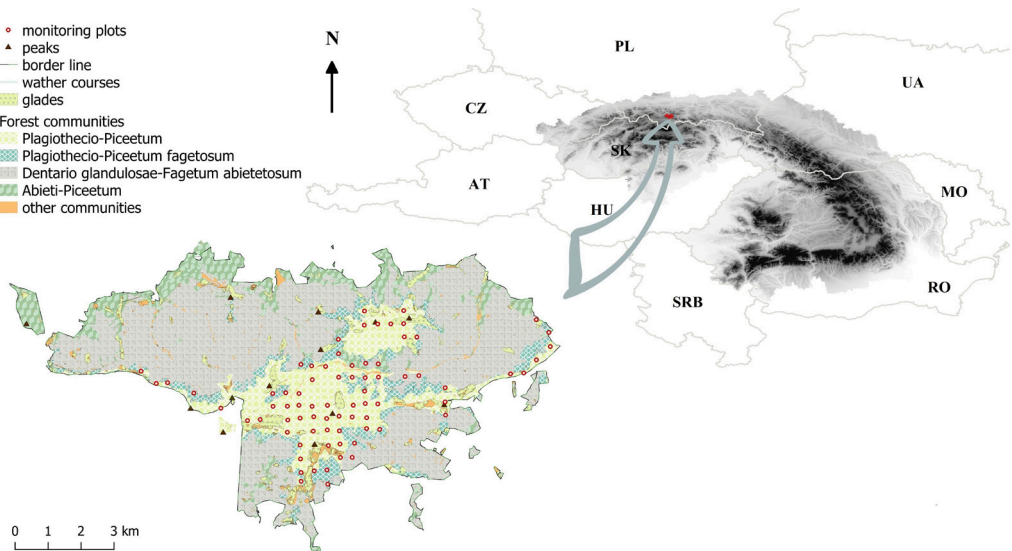 monitoring plots
peaks
border line
wather courses
glades
Forest communities
Plagiothecio-Piceetum
Plagiothecio-Piceetum fagetosum
Dentario glandulosae-Fagetum abietetosum
Abieti-Piceetum
other communities
N
PL
UA
CZ
SK
AT
MO
HU
RO
SRB
0 1 2 3 km